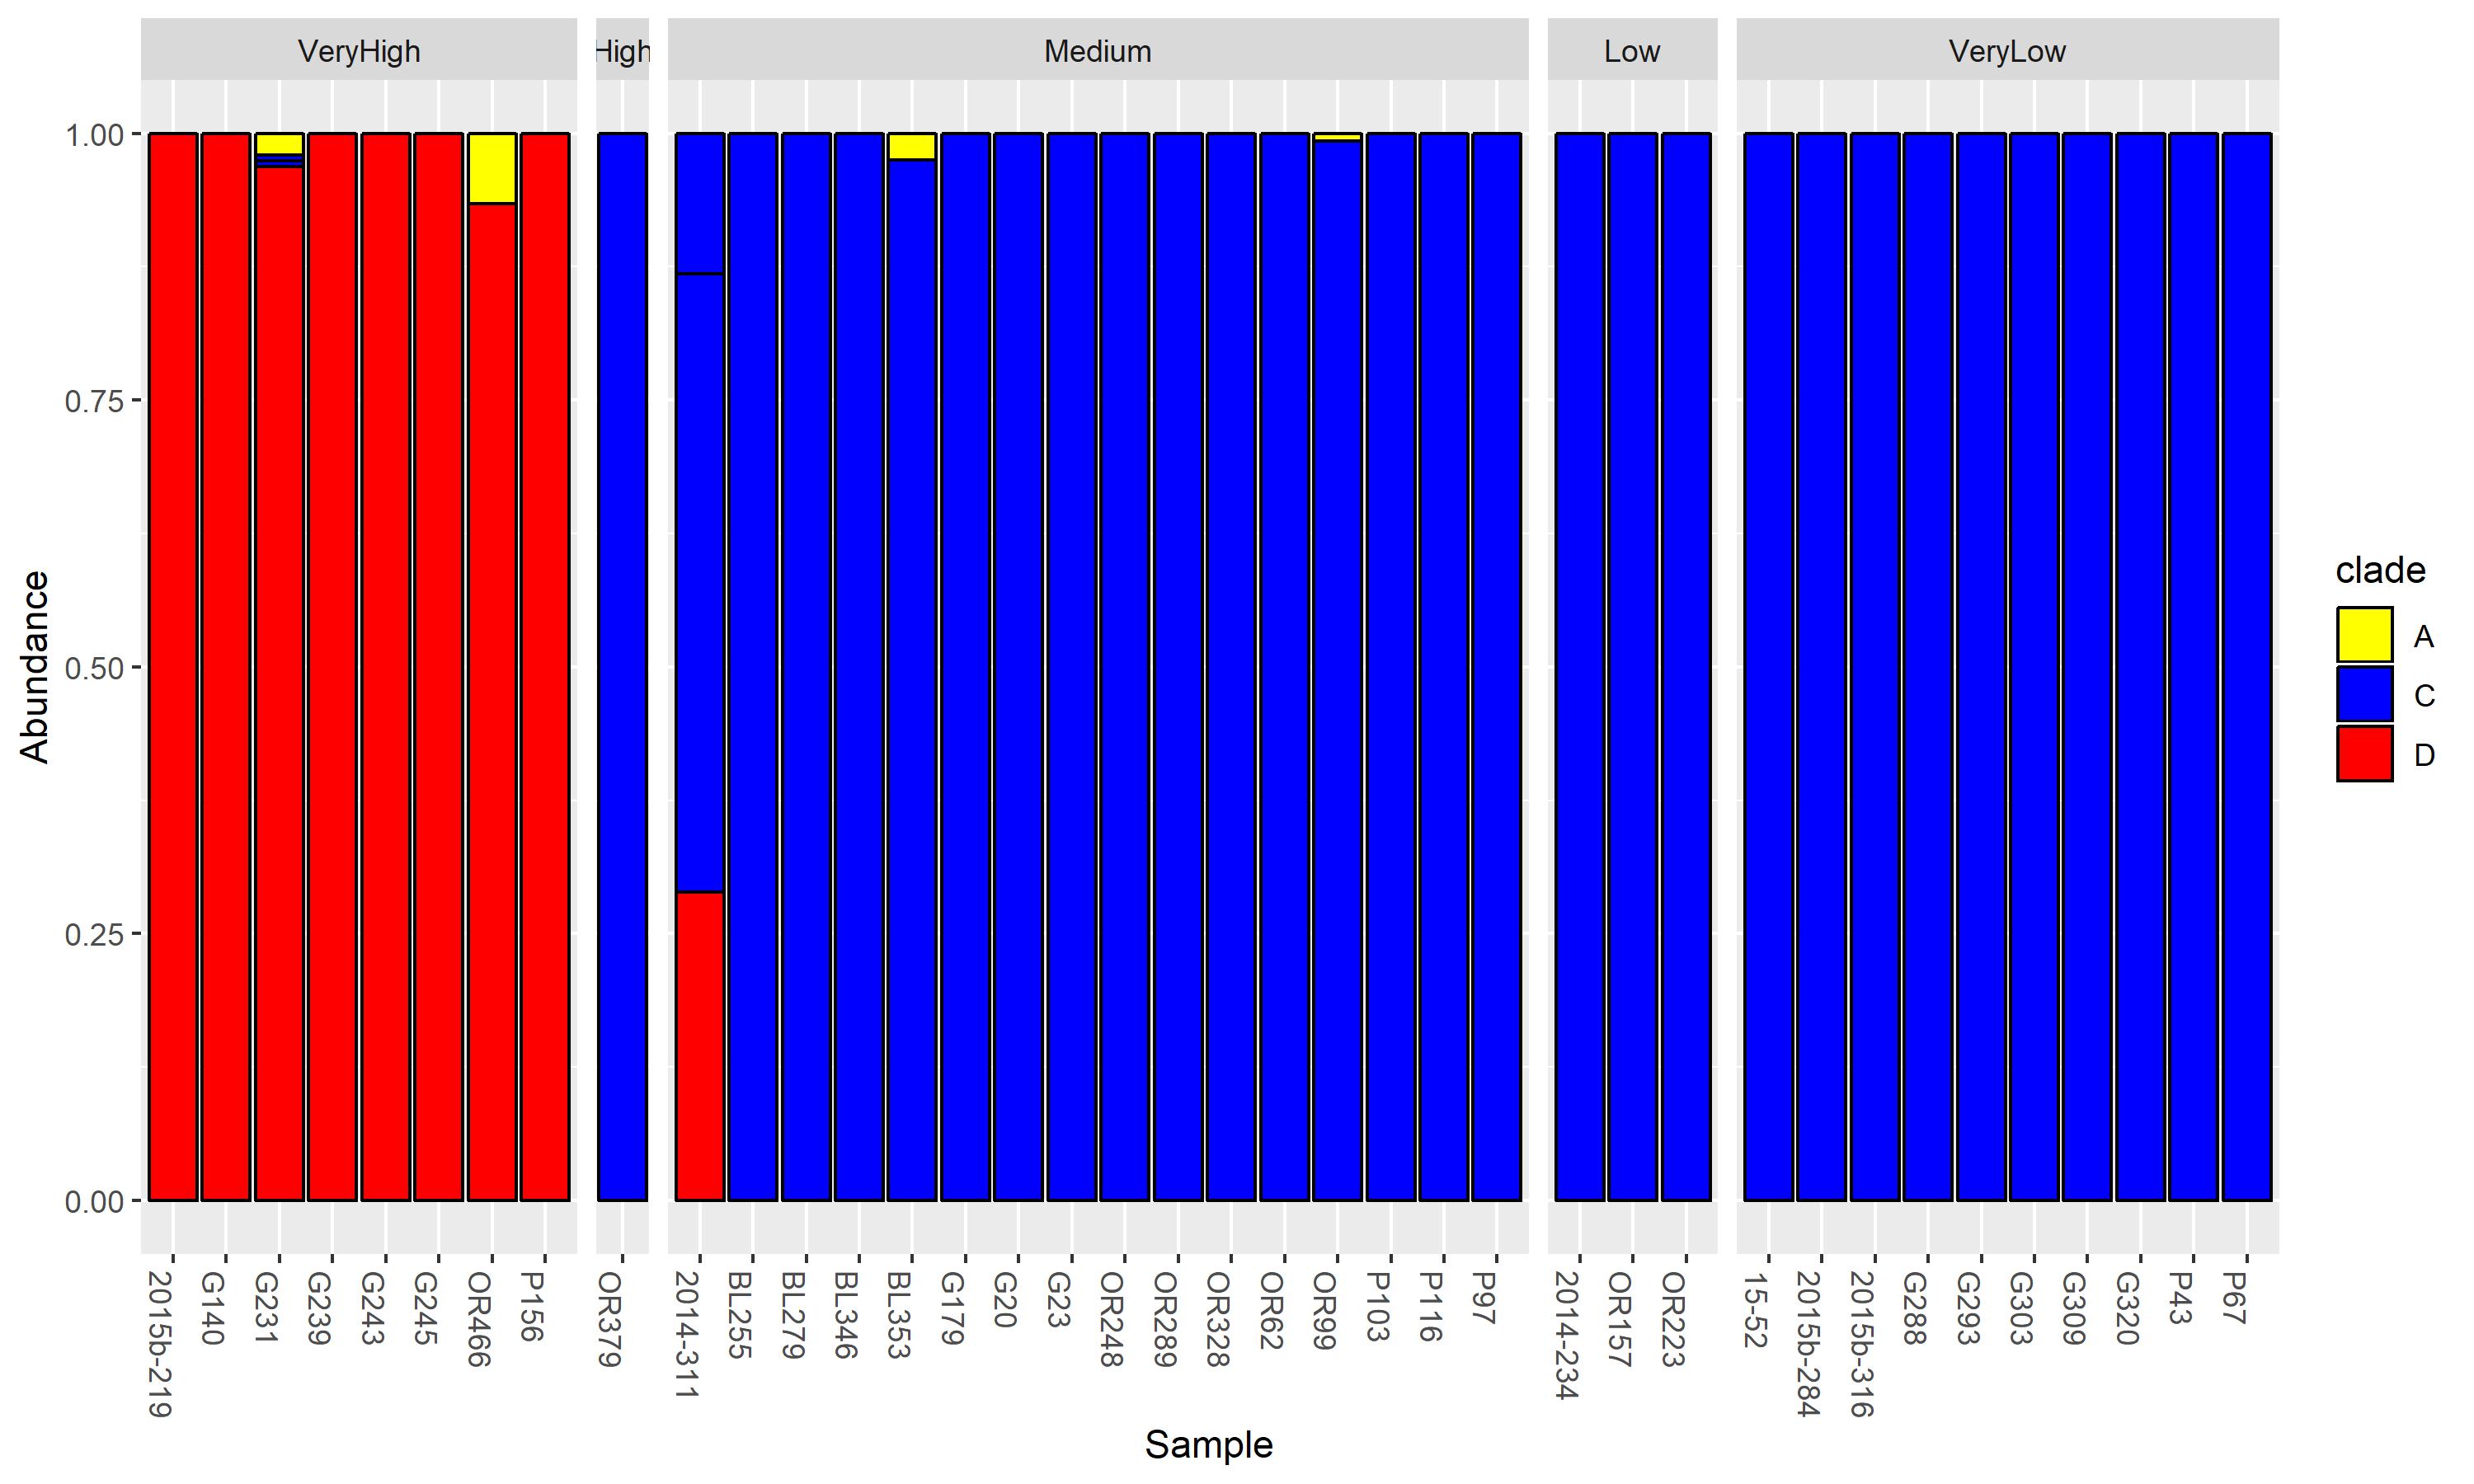 VeryHigh
High
Medium
Low
VeryLow
1.00
0.75
0.50
0.25
0.00
Abundance
2015b-219
G140
G231
G239
G243
G245
OR466
P156
OR379
2014-311
BL255
BL279
BL346
BL353
G179
G20
G23
OR248
OR289
OR328
OR62
OR99
P103
P116
P97
2014-234
OR157
OR223
15-52
2015b-284
2015b-316
G288
G293
G303
G309
G320
P43
P67
Sample
clade
A
C
D